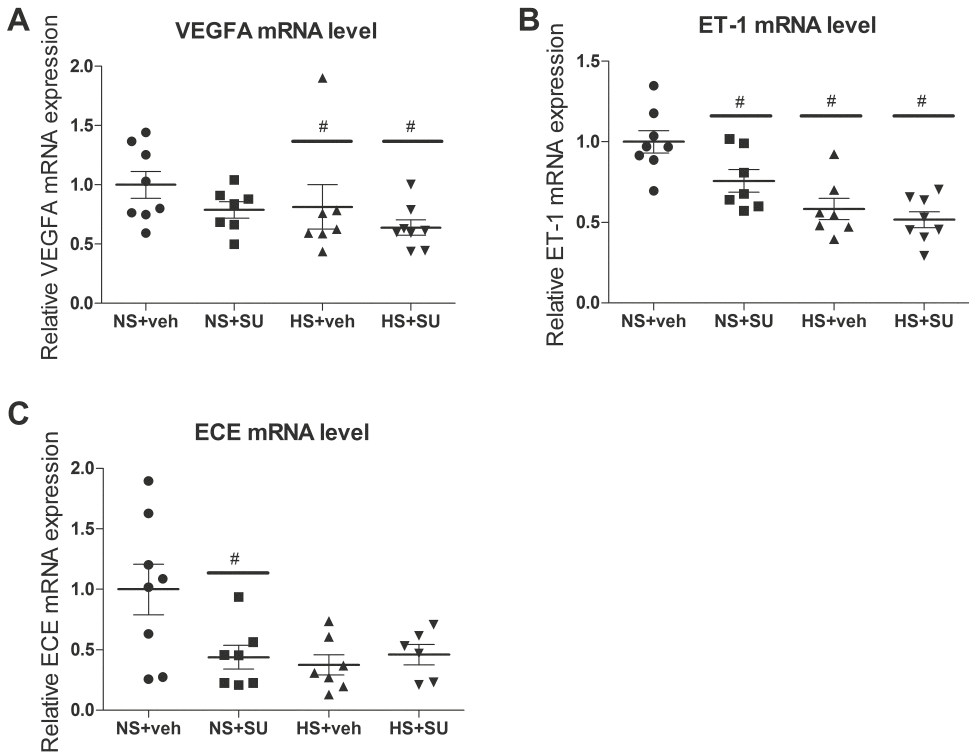 A
VEGFA mRNA level
Relative VEGFA mRNA expression
2.0
1.5
1.0
0.5
0.0
#
#
NS+veh NS+SU HS+veh HS+SU
B
ET-1 mRNA level
Relative ET-1 mRNA expression
1.5
1.0
0.5
0.0
#
#
#
NS+veh NS+SU HS+veh HS+SU
C
ECE mRNA level
Relative ECE mRNA expression
2.0
1.5
1.0
0.5
0.0
#
NS+veh NS+SU HS+veh HS+SU